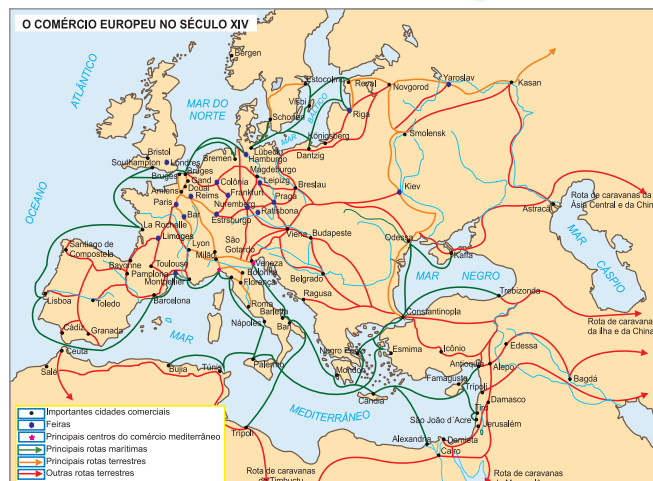 O COMÉRCIO EUROPEU NO SÉCULO XIV
Bergen
ATLÂNTICO
OCEANO
MAR DO
NORTE
Estocolmo
Reval
Novgorod
Yaroslav
Kasan
Visbi
Schonen
MAR BÁLTICO
Riga
Königsberg
Dantzig
Smolensk
Bristol
Southampton
Londres
Bremen
Lübeck
Hamburgo
Magdeburgo
Bruges
Bruges
Gand
Douai
Amiens
Colônia
Leipzig
Frankfurt
Breslau
Praga
Reims
Paris
Nuremberg
Ratisbona
Bar
Estrsburgo
Kiev
La Rochelle
Limoges
Lyon
São
Gotardo
Viena
Budapeste
Milão
Veneza
Bolonha
Florença
Belgrado
Ragusa
Odessa
Kaffa
Astracã
Rota de caravanas da
Ásia Central e da China
MAR
CÁSPIO
MAR NEGRO
Trebizonda
Santiago de
Compostela
Bayonne
Pamplona
Toulouse
Montpellier
Barcelona
Lisboa
Toledo
Cádiz
Granada
Ceuta
Salé
Bujia
Túnis
MAR
MEDITERRÂNEO
Roma
Nápoles
Barletta
Bari
Palermo
Constantinopla
Esmima
Icônio
Modon
Cândia
Edessa
Antioquia
Alepo
Famagusta
Trípoli
Bagdá
Damasco
Tiro
São João d´Acre
Jerusalém
Alexandria
Damieta
Cairo
Trípoli
Rota de caravanas
da Ilha e da China
Rota de caravanas
Rota de caravanas
Importantes cidades comerciais
Feiras
Principais centros do comércio mediterrâneo
Principais rotas marítimas
Principais rotas terrestres
Outras rotas terrestres